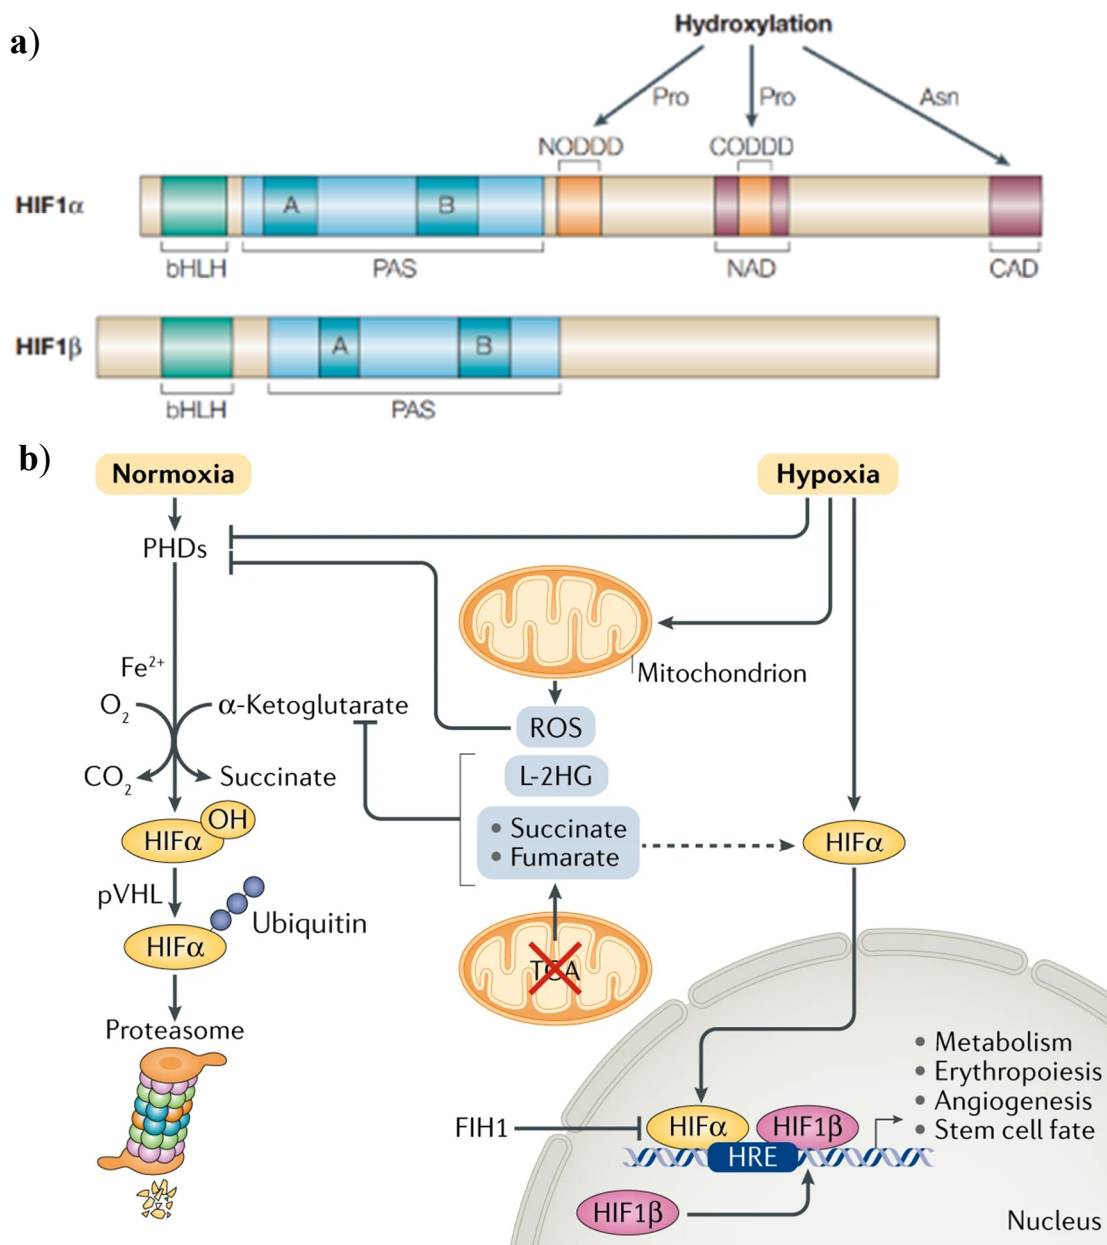 a)
Hydroxylation
Pro Pro Asn
NODDD CODDD
HIF1α A B
bHLH PAS NAD CAD
HIF1β A B
bHLH PAS
b)
Normoxia Hypoxia
PHDs
Mitochondrion
Fe2+
O2 α-Ketoglutarate
ROS
CO2 Succinate
L-2HG
OH
HIFα
• Succinate
• Fumarate
HIFα
pVHL
Ubiquitin
HIFα
TCA
Proteasome
• Metabolism
• Erythropoiesis
• Angiogenesis
• Stem cell fate
FIH1 HIFα HIF1β
HRE
HIF1β
Nucleus